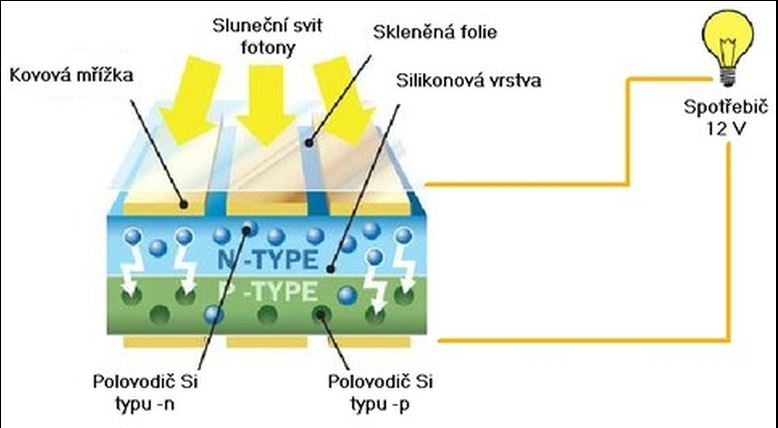 Sluneční svit
fotony
Skleněná folie
Kovová mřížka
Silikonová vrstva
Spotřebič
12 V
N -TYPE
P -TYPE
Polovodič Si
typu -n
Polovodič Si
typu -p